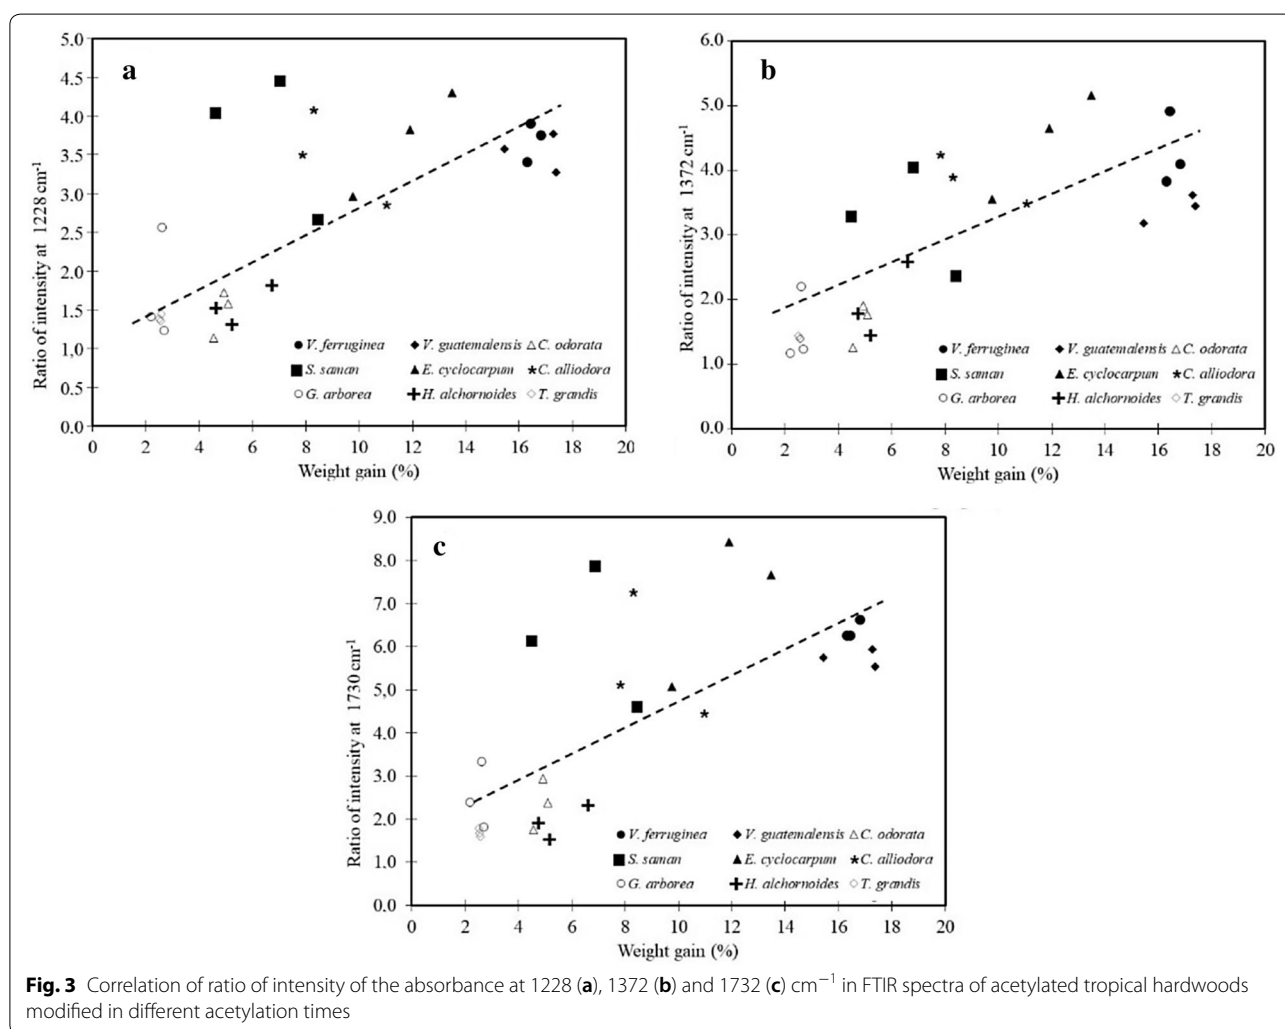 a
5.0
4.5
4.0
3.5
3.0
2.5
2.0
1.5
1.0
0.5
0.0
Ratio of intensity at 1228 cm⁻¹
V. ferruginea V. guatemalensis C. odorata
S. saman E. cyclocarpum C. alliodora
G. arborea H. alchornoides T. grandis
0 2 4 6 8 10 12 14 16 18 20
Weight gain (%)
b
6.0
5.0
4.0
3.0
2.0
1.0
0.0
Ratio of intensity at 1372 cm⁻¹
V. ferruginea V. guatemalensis C. odorata
S. saman E. cyclocarpum C. alliodora
G. arborea H. alchornoides T. grandis
0 2 4 6 8 10 12 14 16 18 20
Weight gain (%)
c
9.0
8.0
7.0
6.0
5.0
4.0
3.0
2.0
1.0
0.0
Ratio of intensity at 1730 cm⁻¹
V. ferruginea V. guatemalensis C. odorata
S. saman E. cyclocarpum C. alliodora
G. arborea H. alchornoides T. grandis
0 2 4 6 8 10 12 14 16 18 20
Weight gain (%)
Fig. 3 Correlation of ratio of intensity of the absorbance at 1228 (a), 1372 (b) and 1732 (c) cm⁻¹ in FTIR spectra of acetylated tropical hardwoods
modified in different acetylation times